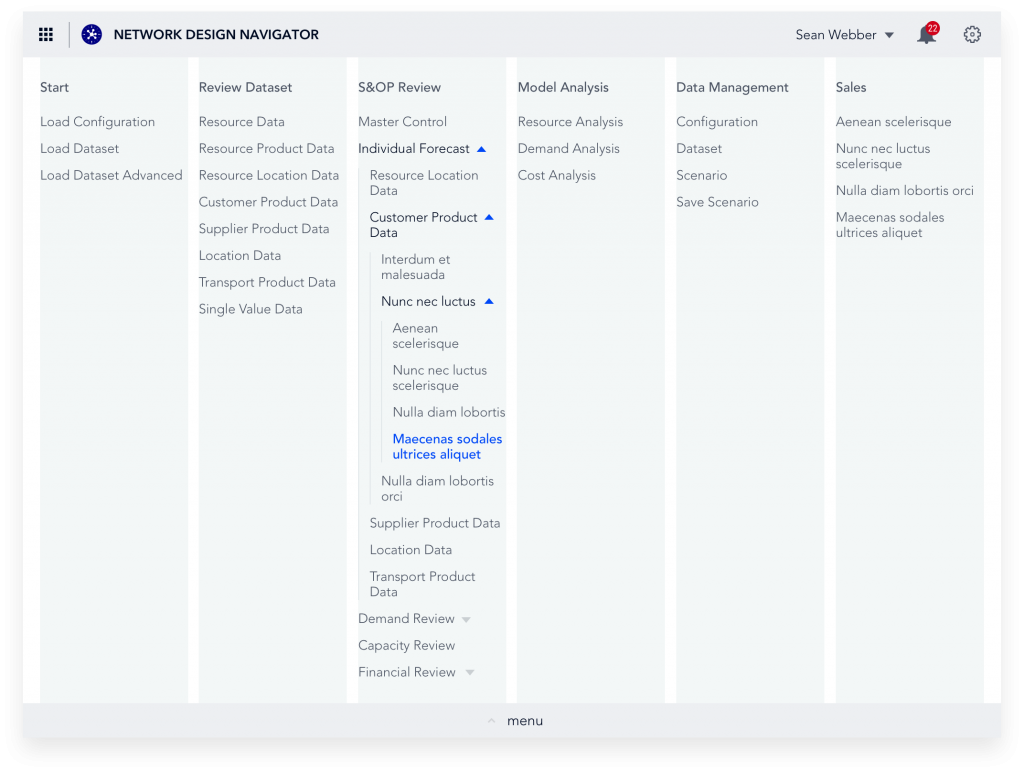 NETWORK DESIGN NAVIGATOR
Sean Webber
22
Start
Load Configuration
Load Dataset
Load Dataset Advanced
Review Dataset
Resource Data
Resource Product Data
Resource Location Data
Customer Product Data
Supplier Product Data
Location Data
Transport Product Data
Single Value Data
S&OP Review
Master Control
Individual Forecast
Resource Location
Data
Customer Product
Data
Interdum et
malesuada
Nunc nec luctus
Aenean
scelerisque
Nunc nec luctus
scelerisque
Nulla diam lobortis
Maecenas sodales
ultrices aliquet
Nulla diam lobortis
orci
Supplier Product Data
Location Data
Transport Product
Data
Demand Review
Capacity Review
Financial Review
Model Analysis
Resource Analysis
Demand Analysis
Cost Analysis
Data Management
Configuration
Dataset
Scenario
Save Scenario
Sales
Aenean scelerisque
Nunc nec luctus
scelerisque
Nulla diam lobortis orci
Maecenas sodales
ultrices aliquet
menu